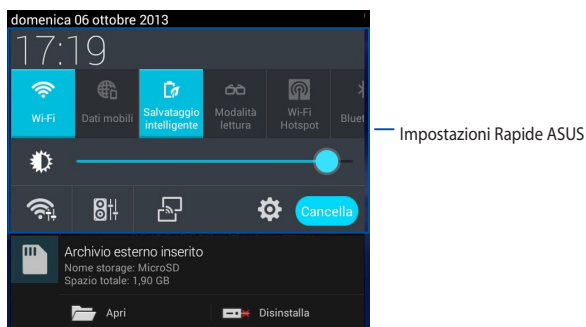 domenica 06 ottobre 2013
17:19
Wi-Fi
Dati mobili
Salvataggio
intelligente
Modalità
lettura
Wi-Fi
Hotspot
Bluet
Impostazioni Rapide ASUS
Cancella
Archivio esterno inserito
Nome storage: MicroSD
Spazio totale: 1,90 GB
Apri
Disinstalla